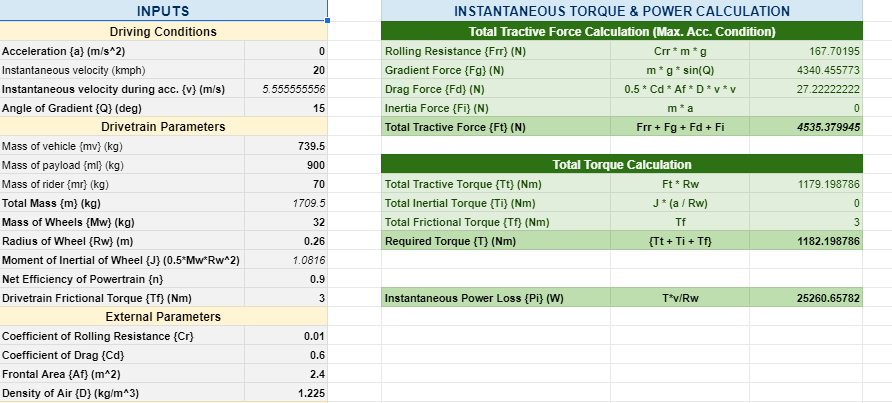 INPUTS
Driving Conditions
Acceleration {a} (m/s^2) 0
Instantaneous velocity (kmph) 20
Instantaneous velocity during acc. {v} (m/s) 5.555555556
Angle of Gradient {Q} (deg) 15
Drivetrain Parameters
Mass of vehicle {mv} (kg) 739.5
Mass of payload {ml} (kg) 900
Mass of rider {mr} (kg) 70
Total Mass {m} (kg) 1709.5
Mass of Wheels {Mw} (kg) 32
Radius of Wheel {Rw} (m) 0.26
Moment of Inertial of Wheel {J} (0.5*Mw*Rw^2) 1.0816
Net Efficiency of Powertrain {n} 0.9
Drivetrain Frictional Torque {Tf} (Nm) 3
External Parameters
Coefficient of Rolling Resistance {Cr} 0.01
Coefficient of Drag {Cd} 0.6
Frontal Area {Af} (m^2) 2.4
Density of Air {D} (kg/m^3) 1.225
INSTANTANEOUS TORQUE & POWER CALCULATION
Total Tractive Force Calculation (Max. Acc. Condition)
Rolling Resistance {Frr} (N) Crr * m * g 167.70195
Gradient Force {Fg} (N) m * g * sin(Q) 4340.455773
Drag Force {Fd} (N) 0.5 * Cd * Af * D * v * v 27.22222222
Inertia Force {Fi} (N) m * a 0
Total Tractive Force {Ft} (N) Frr + Fg + Fd + Fi 4535.379945
Total Torque Calculation
Total Tractive Torque {Tt} (Nm) Ft * Rw 1179.198786
Total Inertial Torque {Ti} (Nm) J * (a / Rw) 0
Total Frictional Torque {Tf} (Nm) Tf 3
Required Torque {T} (Nm) {Tt + Ti + Tf} 1182.198786
Instantaneous Power Loss {Pi} (W) T*v/Rw 25260.65782